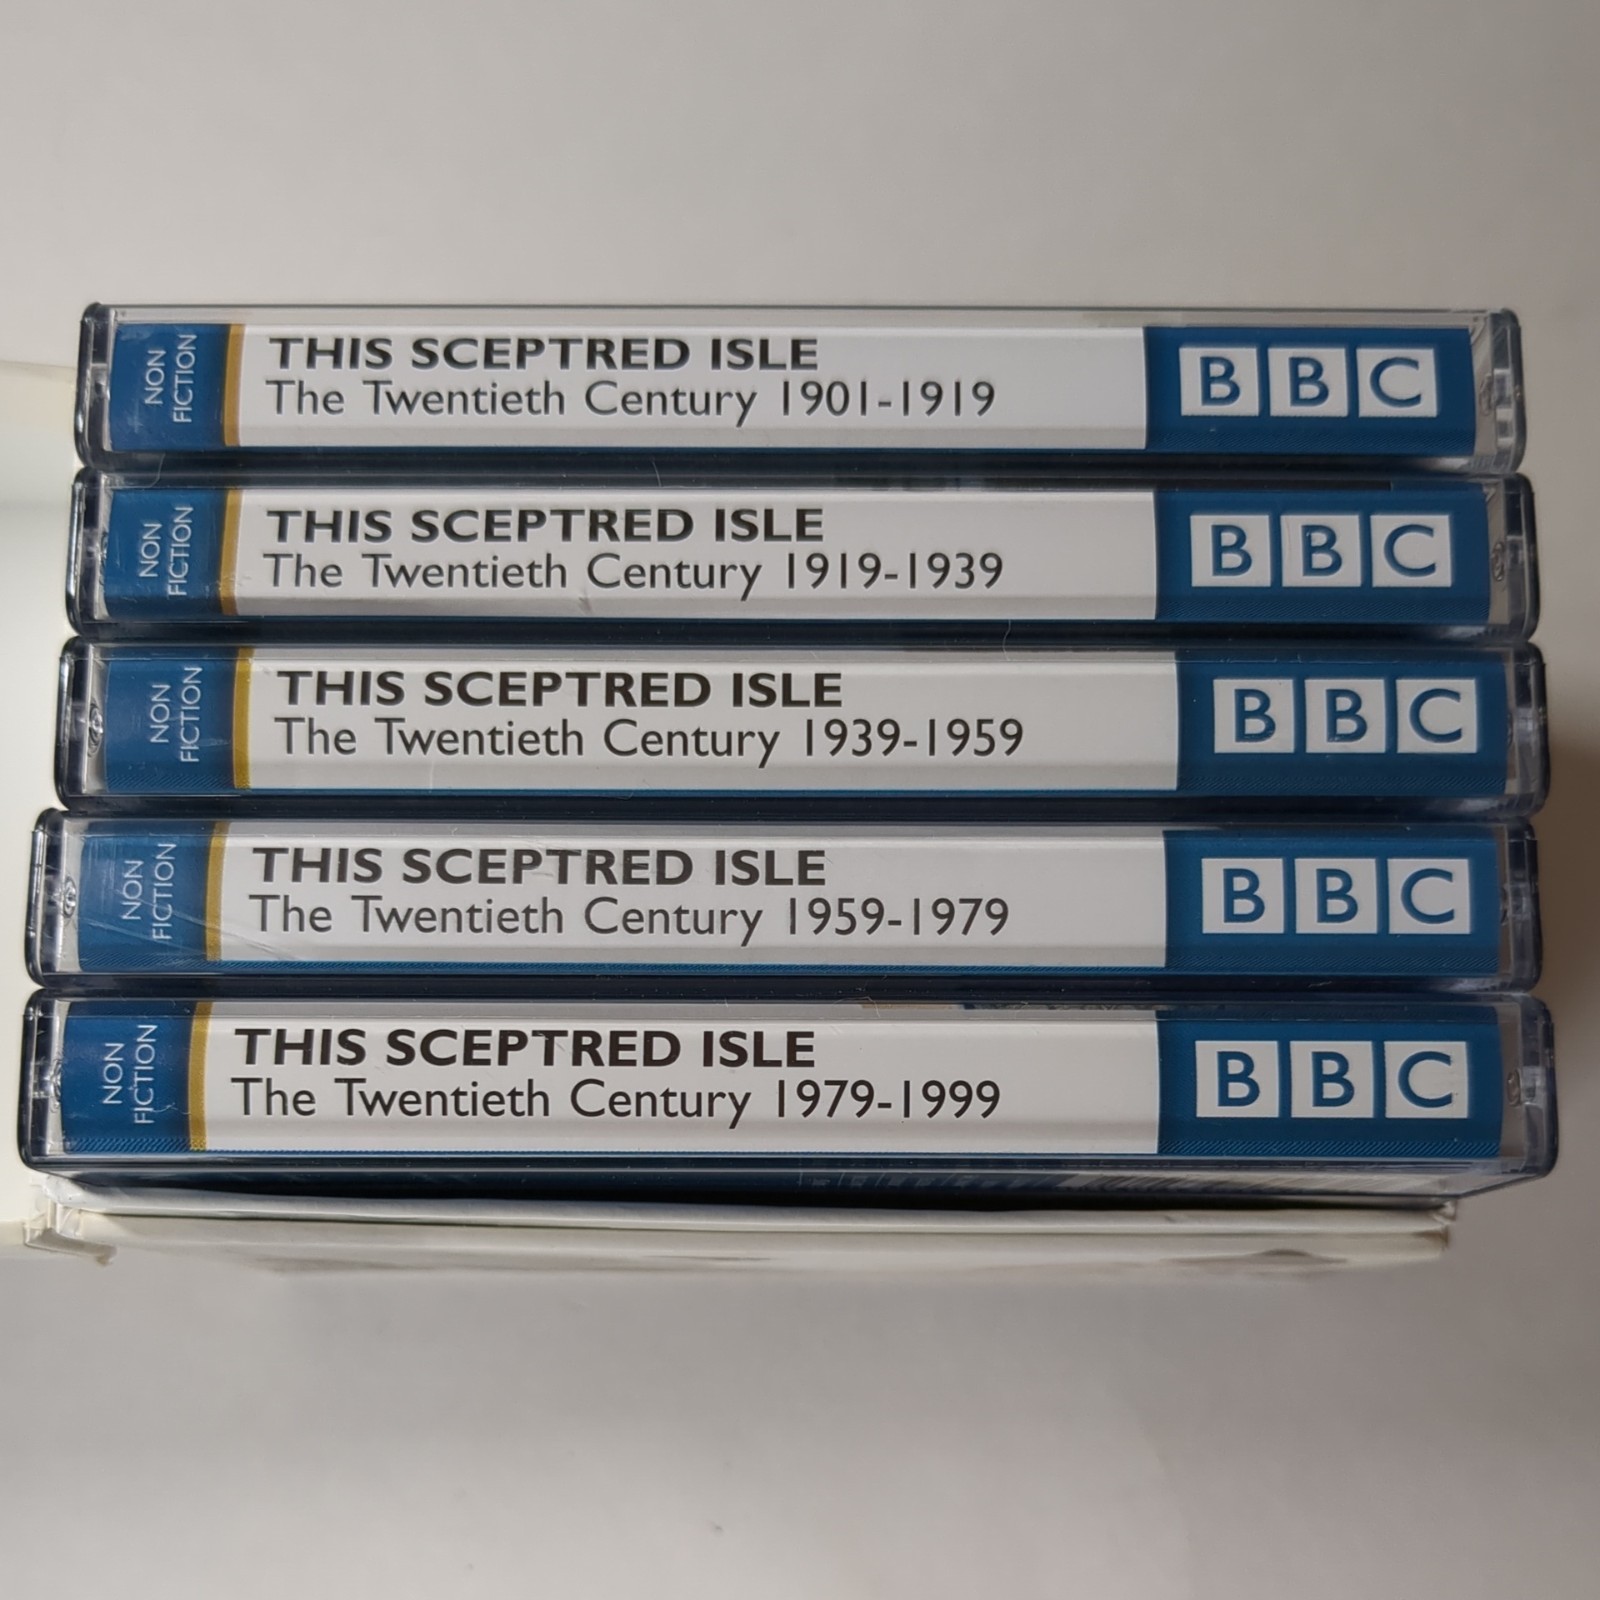 NON
FICTION
THIS SCEPTRED ISLE
The Twentieth Century 1901-1919
BBC
NON
FICTION
THIS SCEPTRED ISLE
The Twentieth Century 1919-1939
BBC
NON
FICTION
THIS SCEPTRED ISLE
The Twentieth Century 1939-1959
BBC
NON
FICTION
THIS SCEPTRED ISLE
The Twentieth Century 1959-1979
BBC
NON
FICTION
THIS SCEPTRED ISLE
The Twentieth Century 1979-1999
BBC